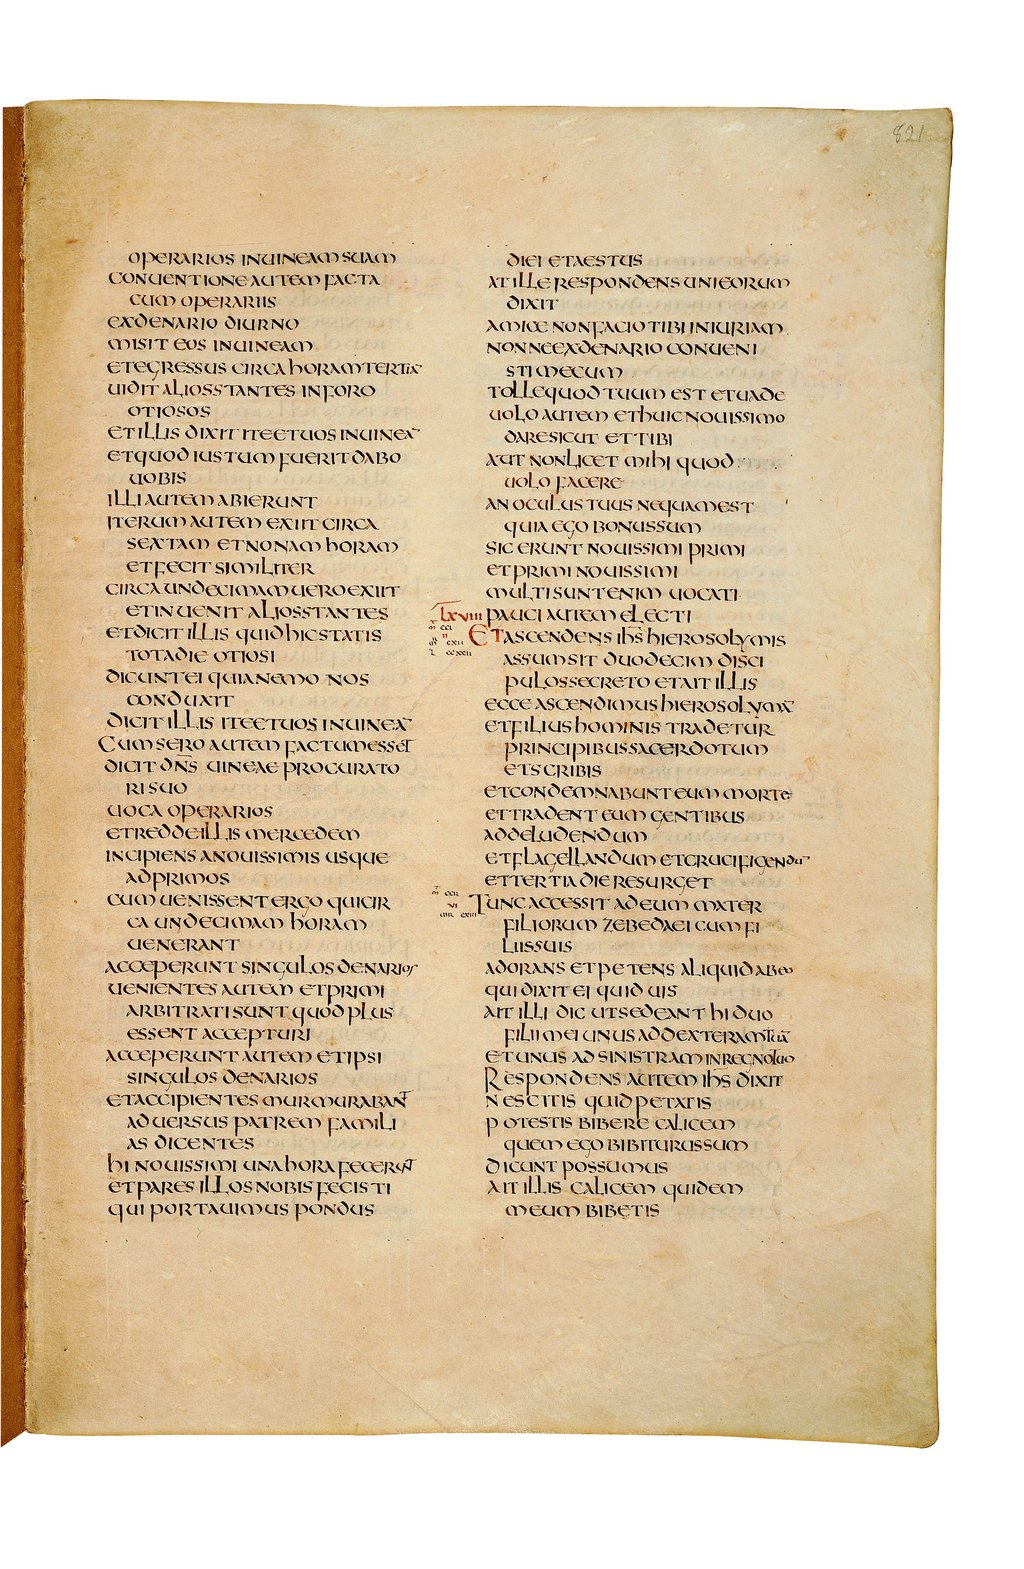 821
OPERARIOS IN UINEAM SUAM
CONUENTIONE AUTEM FACTA
CUM OPERARIIS
EX DENARIO DIURNO
MISIT EOS IN UINEAM
ET EGRESSUS CIRCA HORAM TERTIA
UIDIT ALIOS STANTES IN FORO
OTIOSOS
ET ILLIS DIXIT ITE ET UOS IN UINEA
ET QUOD IUSTUM FUERIT DABO
UOBIS
ILLI AUTEM ABIERUNT
ITERUM AUTEM EXIIT CIRCA
SEXTAM ET NONAM HORAM
ET FECIT SIMILITER
CIRCA UNDECIMAM UERO EXIIT
ET INUENIT ALIOS STANTES
ET DICIT ILLIS QUID HIC STATIS
TOTA DIE OTIOSI
DICUNT EI QUIA NEMO NOS
CONDUXIT
DICIT ILLIS ITE ET UOS IN UINEA
CUM SERO AUTEM FACTUM ESSET
DICIT DN̄S UINEAE PROCURATO
RI SUO
UOCA OPERARIOS
ET REDDE ILLIS MERCEDEM
INCIPIENS A NOUISSIMIS USQUE
AD PRIMOS
CUM UENISSENT ERGO QUI CIR
CA UNDECIMAM HORAM
UENERANT
ACCEPERUNT SINGULOS DENARIOS
UENIENTES AUTEM ET PRIMI
ARBITRATI SUNT QUOD PLUS
ESSENT ACCEPTURI
ACCEPERUNT AUTEM ET IPSI
SINGULOS DENARIOS
ET ACCIPIENTES MURMURABANT
ADUERSUS PATREM FAMILI
AS DICENTES
HI NOUISSIMI UNA HORA FECERUNT
ET PARES ILLOS NOBIS FECISTI
QUI PORTAUIMUS PONDUS
DIEI ET AESTUS
AT ILLE RESPONDENS UNI EORUM
DIXIT
AMICE NON FACIO TIBI INIURIAM
NONNE EX DENARIO CONUENI
STI MECUM
TOLLE QUOD TUUM EST ET UADE
UOLO AUTEM ET HUIC NOUISSIMO
DARE SICUT ET TIBI
AUT NON LICET MIHI QUOD
UOLO FACERE
AN OCULUS TUUS NEQUAM EST
QUIA EGO BONUS SUM
SIC ERUNT NOUISSIMI PRIMI
ET PRIMI NOUISSIMI
MULTI SUNT ENIM UOCATI
LXVIII PAUCI AUTEM ELECTI
ET ASCENDENS IH̄S HIEROSOLYMIS
ASSUMSIT DUODECIM DISCI
PULOS SECRETO ET AIT ILLIS
ECCE ASCENDIMUS HIEROSOLYMA
ET FILIUS HOMINIS TRADETUR
PRINCIPIBUS SACERDOTUM
ET SCRIBIS
ET CONDEMNABUNT EUM MORTE
ET TRADENT EUM GENTIBUS
AD DELUDENDUM
ET FLAGELLANDUM ET CRUCIFIGENDU
ET TERTIA DIE RESURGET
TUNC ACCESSIT AD EUM MATER
FILIORUM ZEBEDAEI CUM FI
LIIS SUIS
ADORANS ET PETENS ALIQUID AB EO
QUI DIXIT EI QUID UIS
AIT ILLI DIC UT SEDEANT HI DUO
FILII MEI UNUS AD DEXTERAM TUĀ
ET UNUS AD SINISTRAM IN REGNO TUO
RESPONDENS AUTEM IH̄S DIXIT
NESCITIS QUID PETATIS
POTESTIS BIBERE CALICEM
QUEM EGO BIBITURUS SUM
DICUNT POSSUMUS
AIT ILLIS CALICEM QUIDEM
MEUM BIBETIS